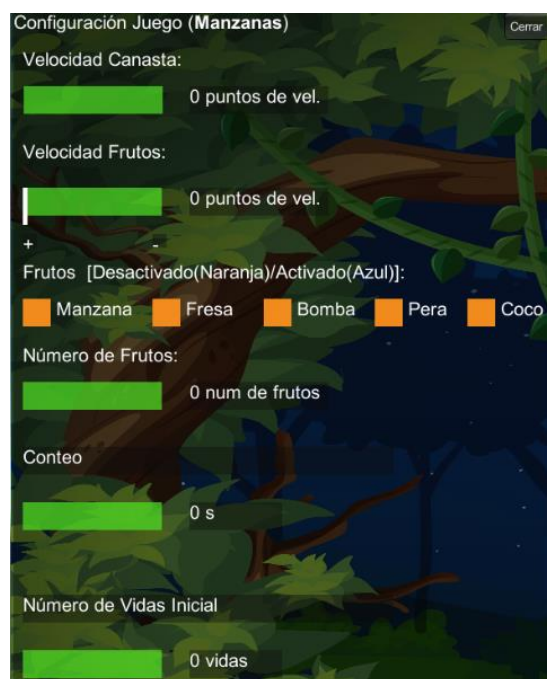 Configuración Juego (Manzanas) Cerrar
Velocidad Canasta:
0 puntos de vel.
Velocidad Frutos:
0 puntos de vel.
+ -
Frutos [Desactivado(Naranja)/Activado(Azul)]:
Manzana Fresa Bomba Pera Coco
Número de Frutos:
0 num de frutos
Conteo
0 s
Número de Vidas Inicial
0 vidas